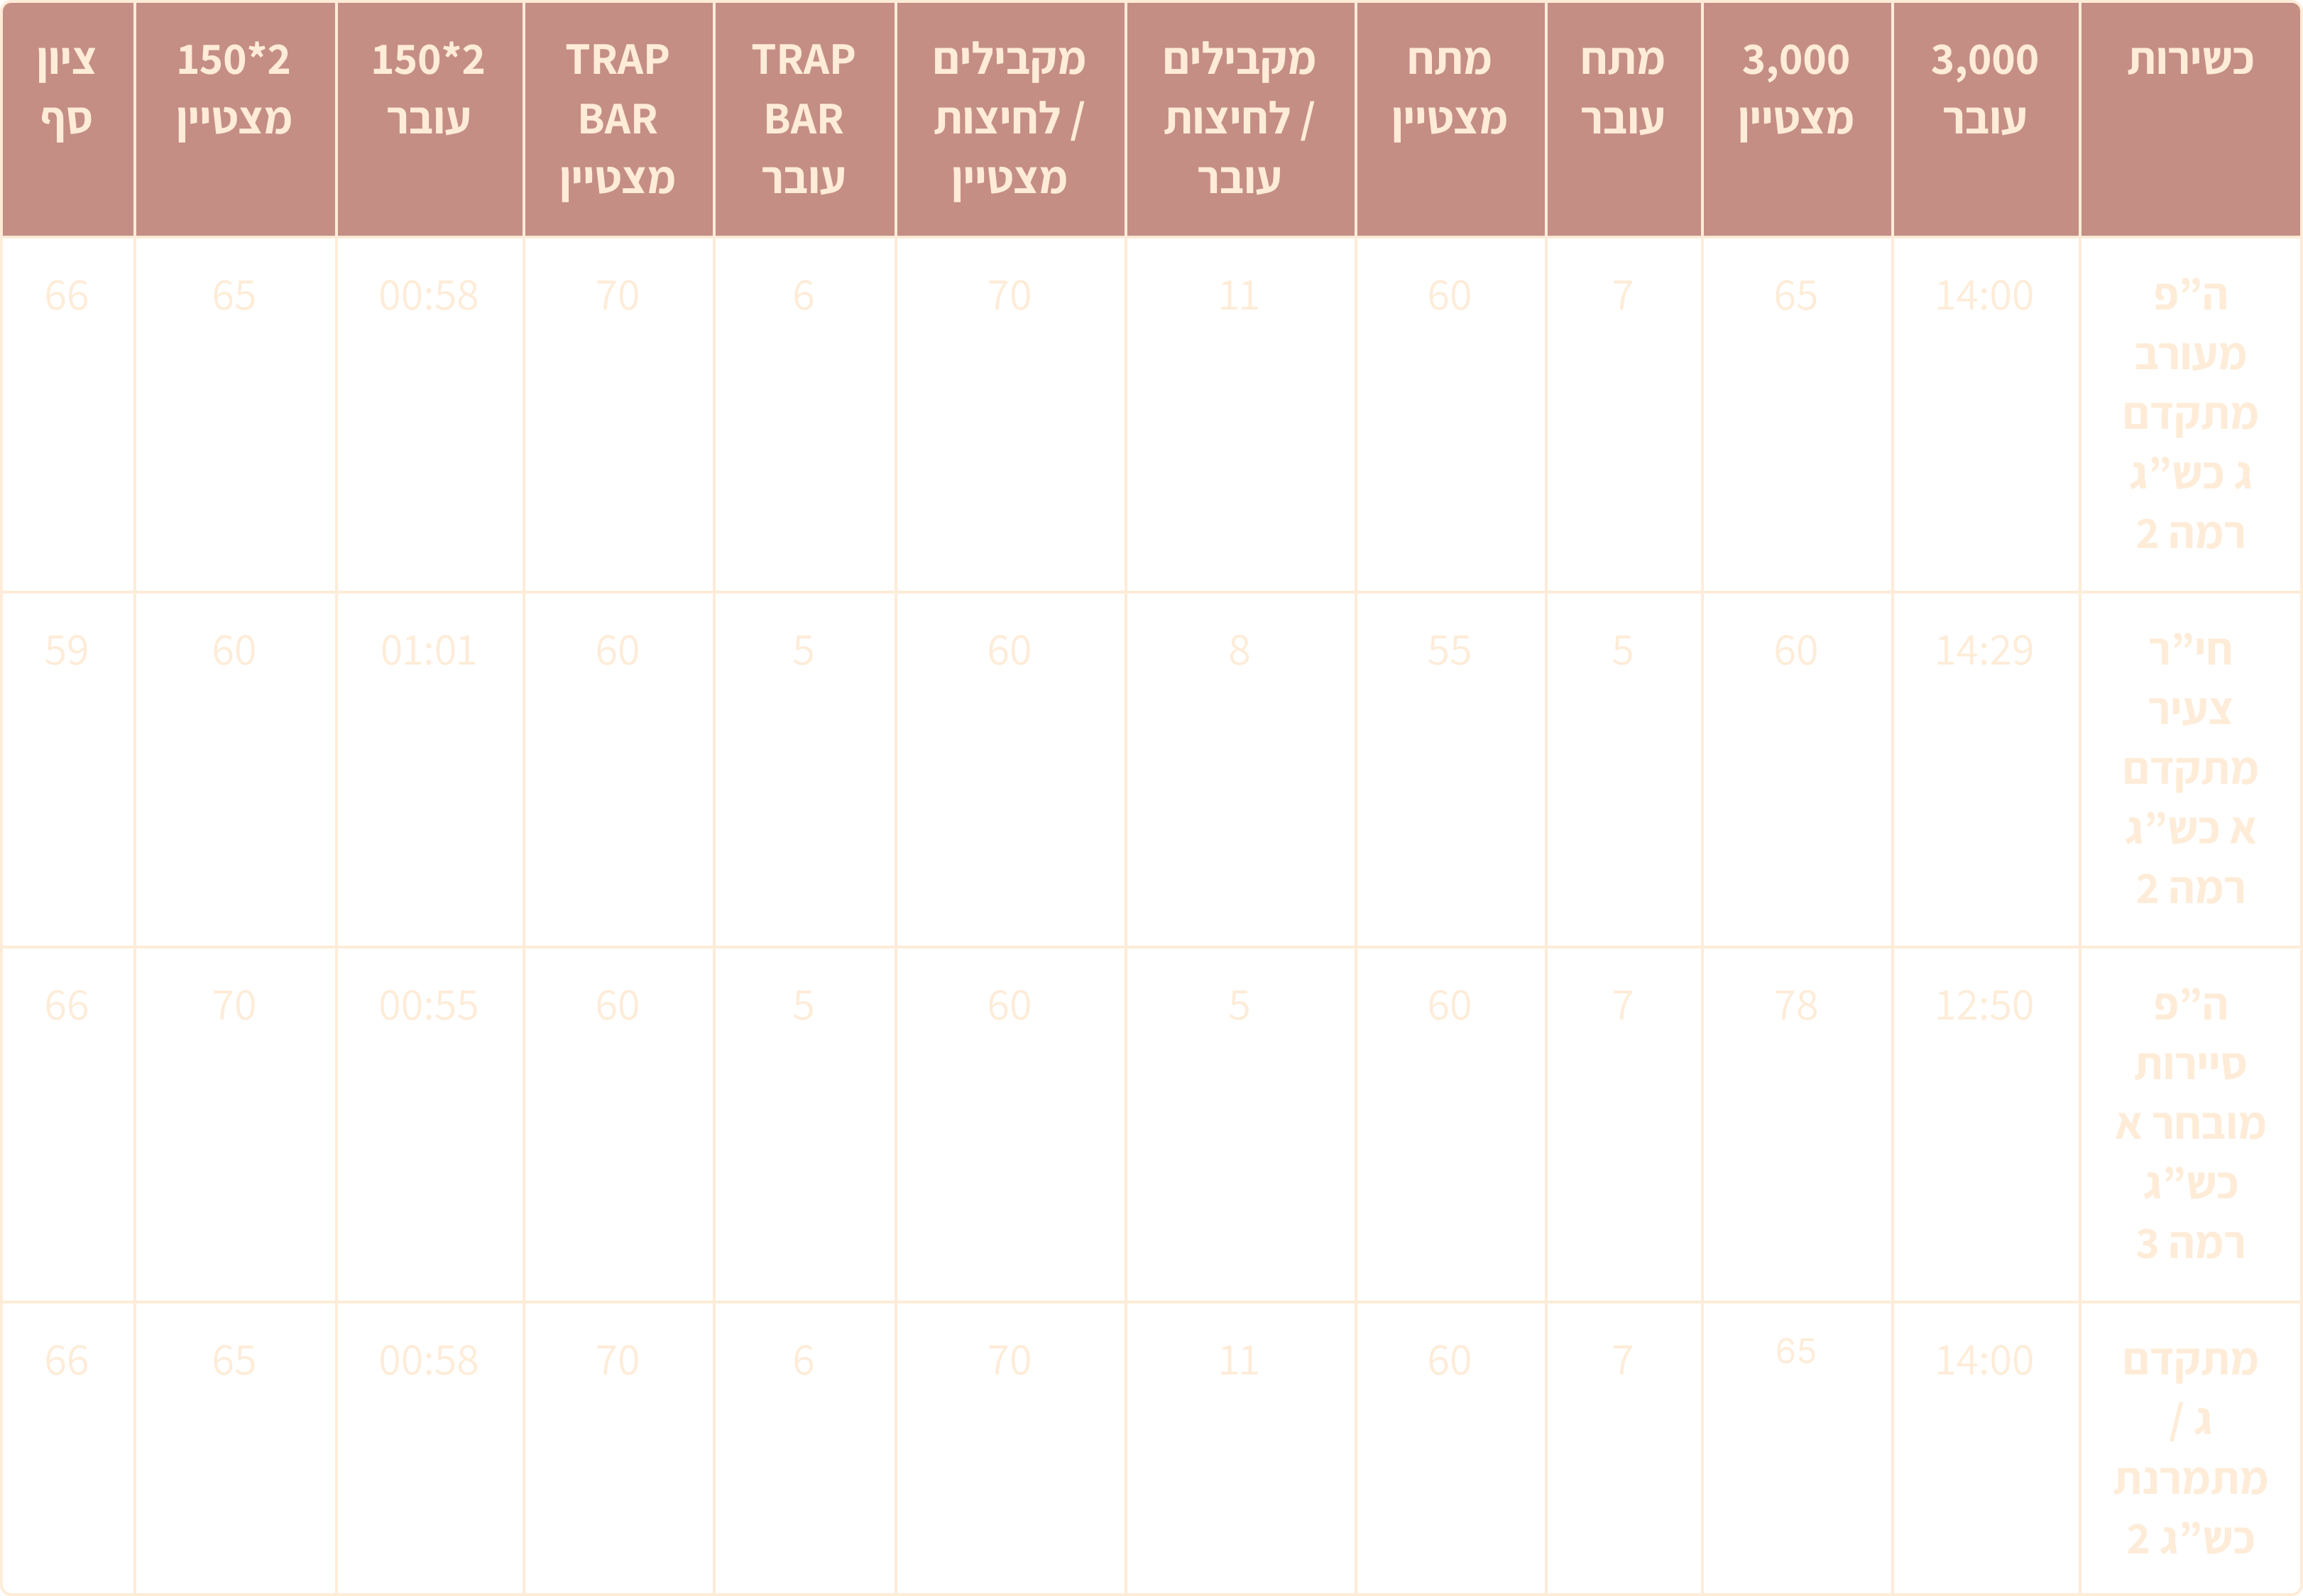 כשירות
3,000
עובר
3,000
מצטיין
מתח
עובר
מתח
מצטיין
מקבילים
/לחיצות
עובר
מקבילים
/לחיצות
מצטיין
TRAP
BAR
עובר
TRAP
BAR
מצטיין
2*150
עובר
2*150
מצטיין
ציון
סף
ה״פ
מעורב
מתקדם
ג כש״ג
רמה 2
14:00
65
7
60
11
70
6
70
00:58
65
66
חי״ר
צעיר
מתקדם
א כש״ג
רמה 2
14:29
60
5
55
8
60
5
60
01:01
60
59
ה״פ
סיירות
מובחר א
כש״ג
רמה 3
12:50
78
7
60
5
60
5
60
00:55
70
66
מתקדם
ג /
מתמרנת
כש״ג 2
14:00
65
7
60
11
70
6
70
00:58
65
66